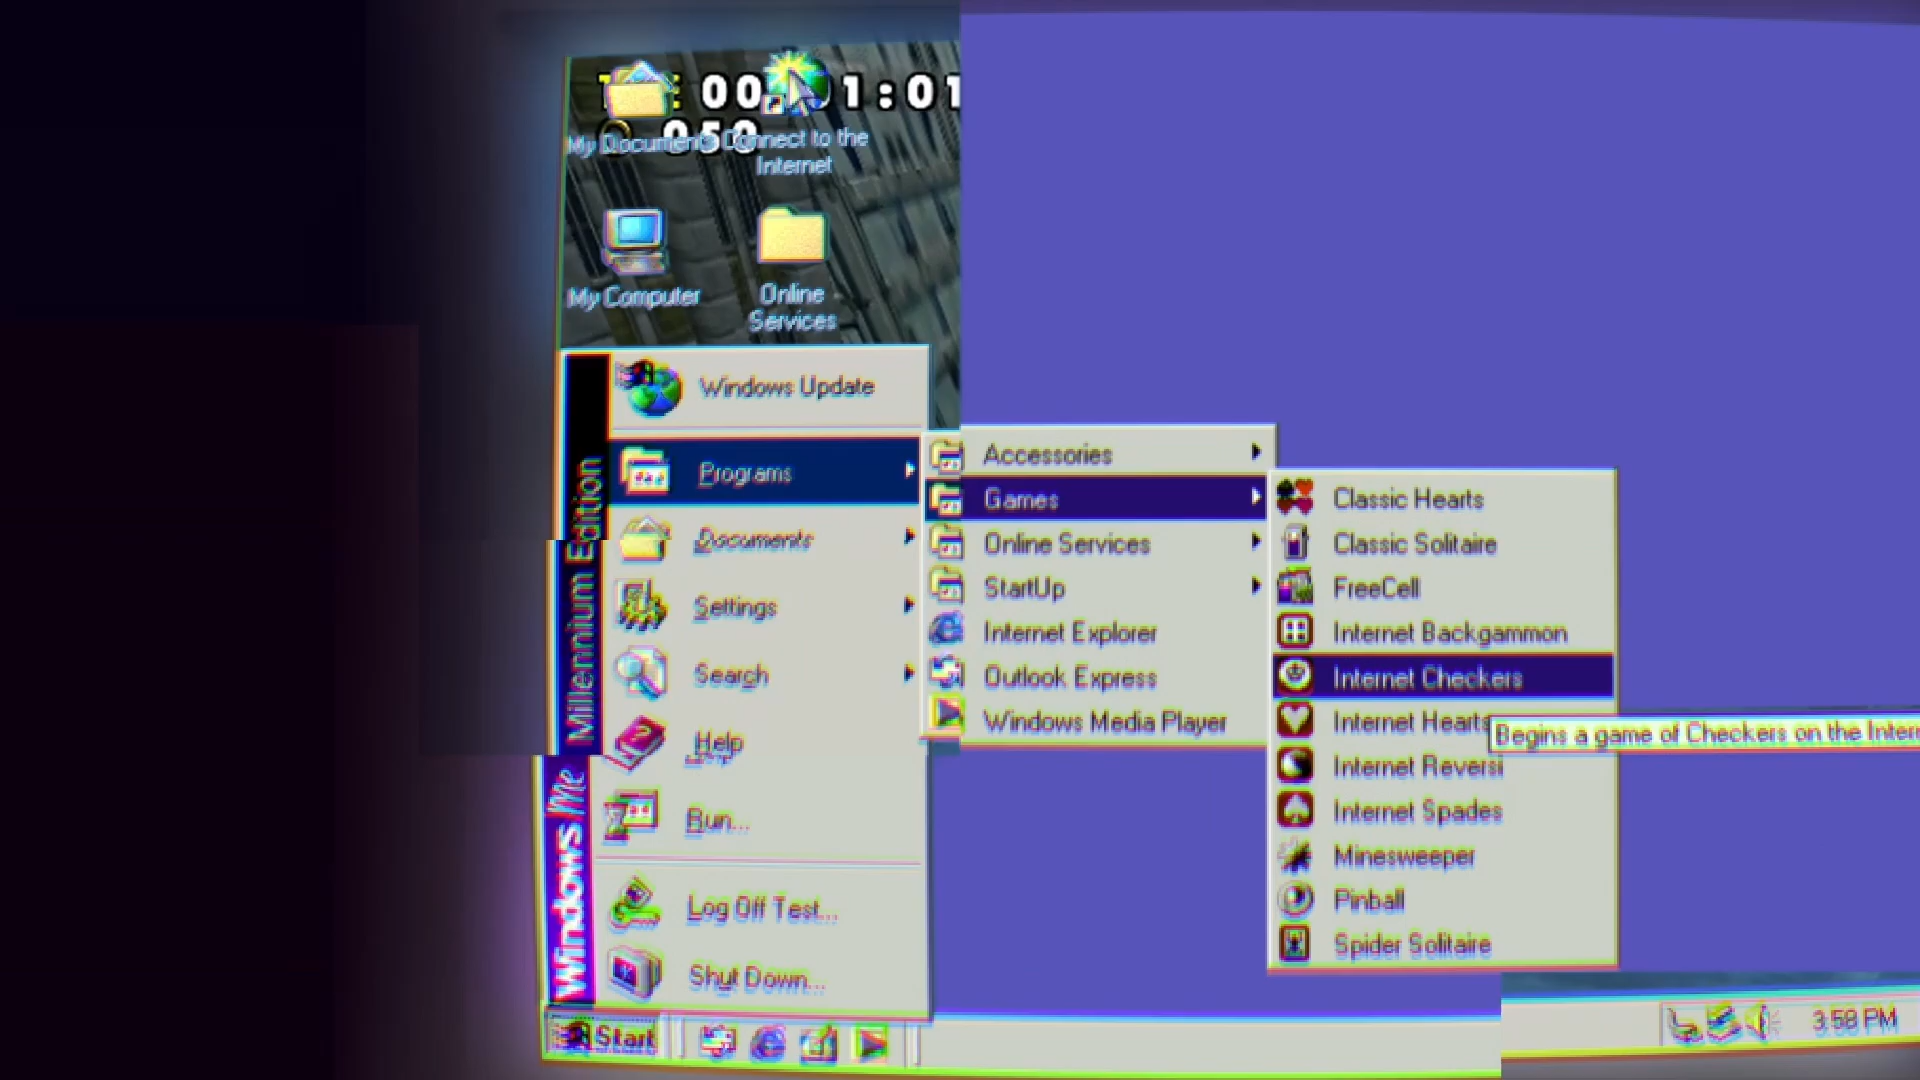 00 1:01
050
My Documents
Connect to the
Internet
My Computer
Online
Services
Windows Update
Programs
Documents
Settings
Search
Help
Run...
Log Off Test...
Shut Down...
Windows Me Millennium Edition
Accessories
Games
Online Services
StartUp
Internet Explorer
Outlook Express
Windows Media Player
Classic Hearts
Classic Solitaire
FreeCell
Internet Backgammon
Internet Checkers
Internet Hearts
Begins a game of Checkers on the Intern
Internet Reversi
Internet Spades
Minesweeper
Pinball
Spider Solitaire
Start
3:58 PM